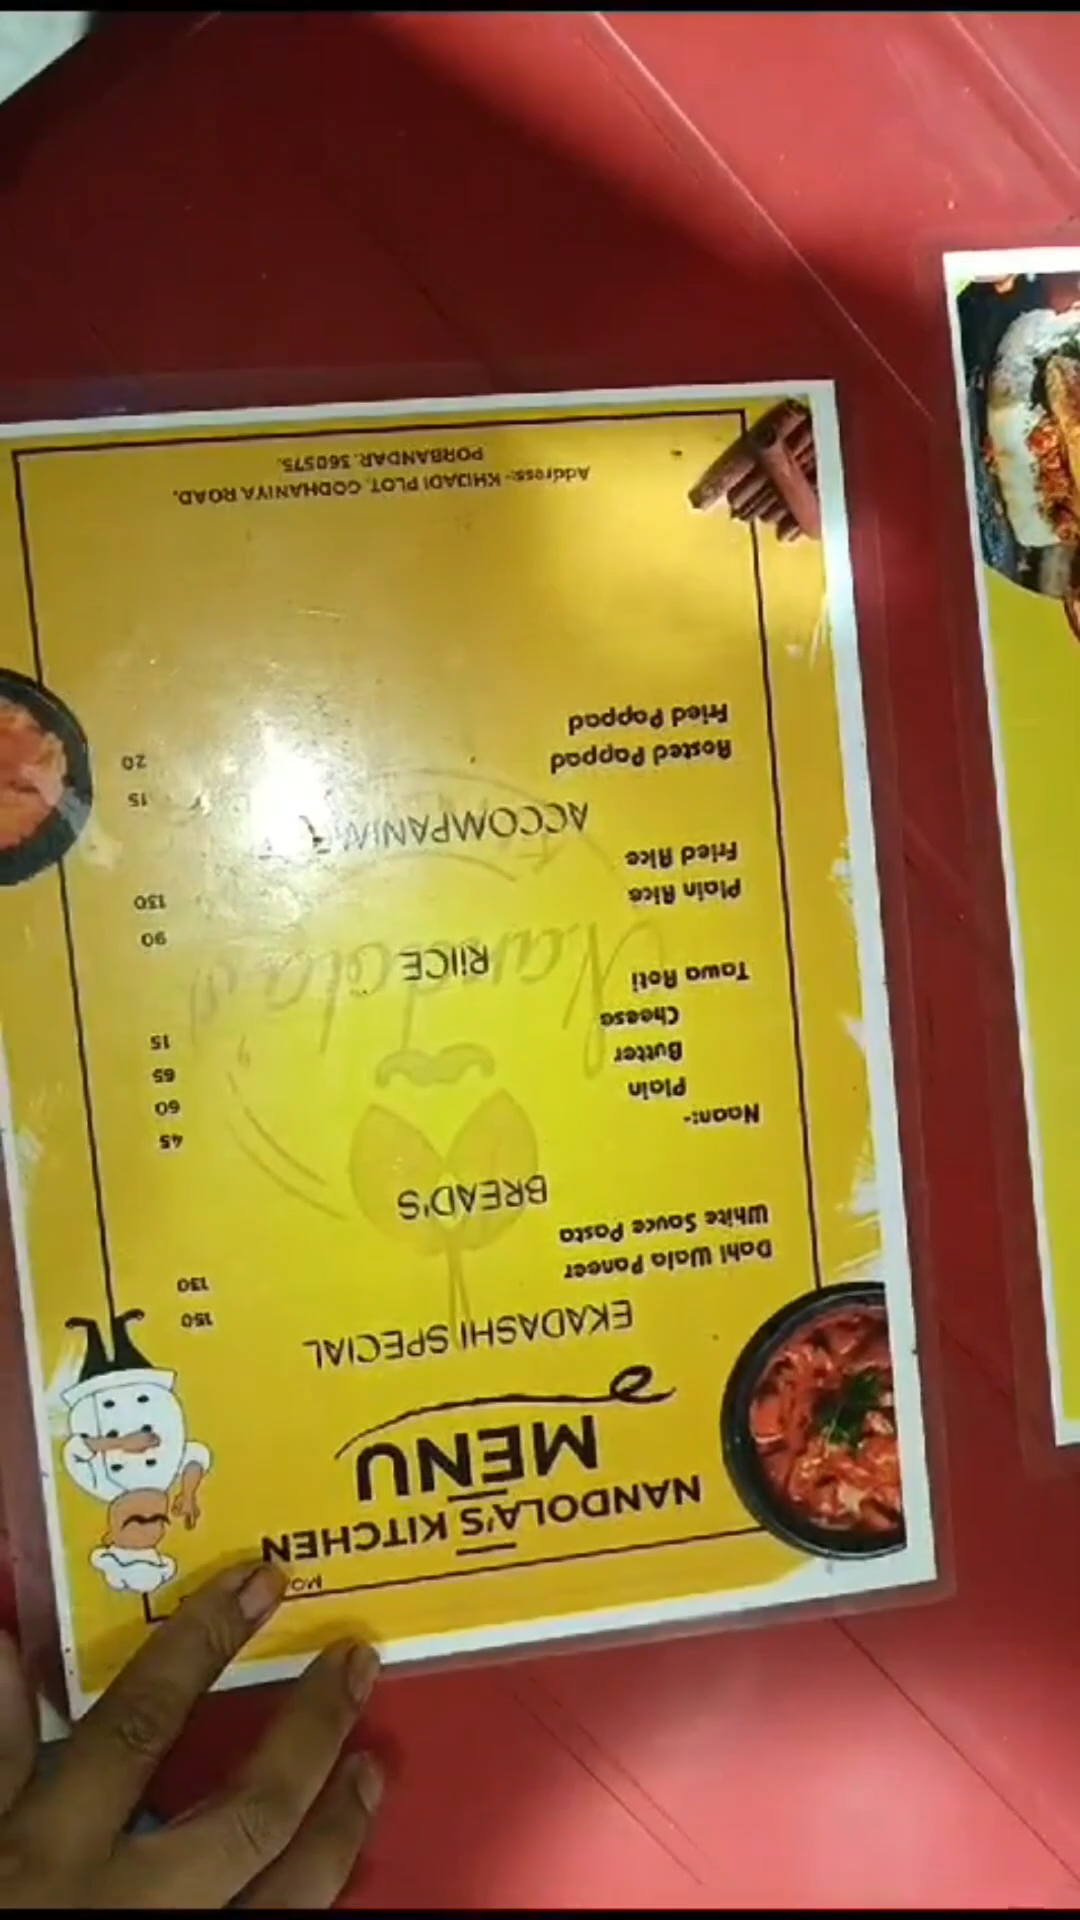 NANDOLA'S KITCHEN
MENU
EKADASHI SPECIAL
Dahi Wala Paneer 150
White Sauce Pasta 130
BREAD'S
Naan:-
Plain 45
Butter 60
Cheese 65
Tawa Roti 15
RIICE
Plain Rice 90
Fried Rice 130
Rosted Pappad 15
Fried Pappad 20
Address:- KHIJADI PLOT. GODHANIYA ROAD.
PORBANDAR. 360575.
Nandola's